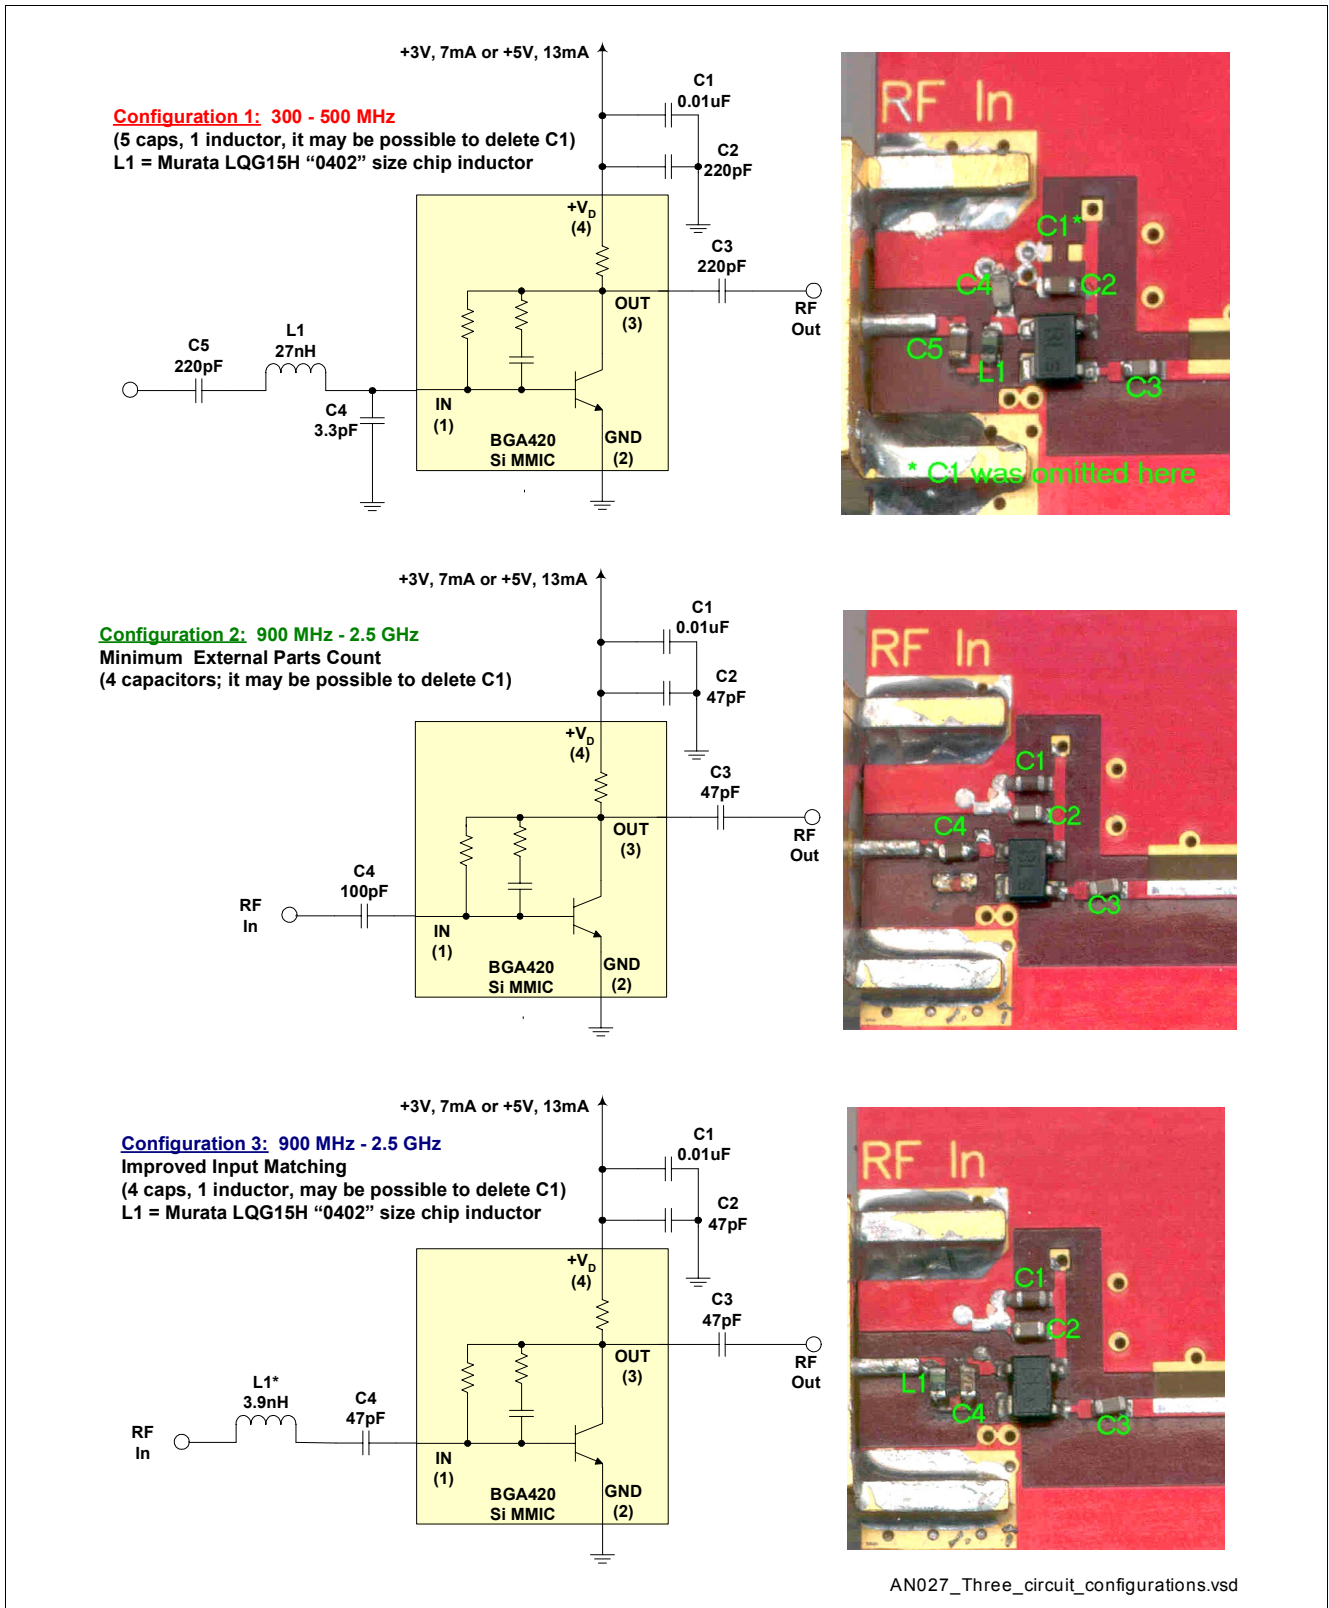 +3V, 7mA or +5V, 13mA
C1
0.01uF
Configuration 1: 300 - 500 MHz
(5 caps, 1 inductor, it may be possible to delete C1)
L1 = Murata LQG15H “0402” size chip inductor
C2
220pF
+VD
(4)
C3
220pF
OUT
(3)
RF
Out
C5
220pF
L1
27nH
C4
3.3pF
IN
(1)
BGA420
Si MMIC
GND
(2)
RF In
C1*
C4
C2
C5
L1
C3
* C1 was omitted here
+3V, 7mA or +5V, 13mA
C1
0.01uF
Configuration 2: 900 MHz - 2.5 GHz
Minimum External Parts Count
(4 capacitors; it may be possible to delete C1)
C2
47pF
+VD
(4)
C3
47pF
OUT
(3)
RF
Out
C4
100pF
RF
In
IN
(1)
BGA420
Si MMIC
GND
(2)
RF In
C1
C2
C4
C3
+3V, 7mA or +5V, 13mA
C1
0.01uF
Configuration 3: 900 MHz - 2.5 GHz
Improved Input Matching
(4 caps, 1 inductor, may be possible to delete C1)
L1 = Murata LQG15H “0402” size chip inductor
C2
47pF
+VD
(4)
C3
47pF
OUT
(3)
RF
Out
L1*
3.9nH
C4
47pF
RF
In
IN
(1)
BGA420
Si MMIC
GND
(2)
RF In
C1
C2
L1
C4
C3
AN027_Three_circuit_configurations.vsd